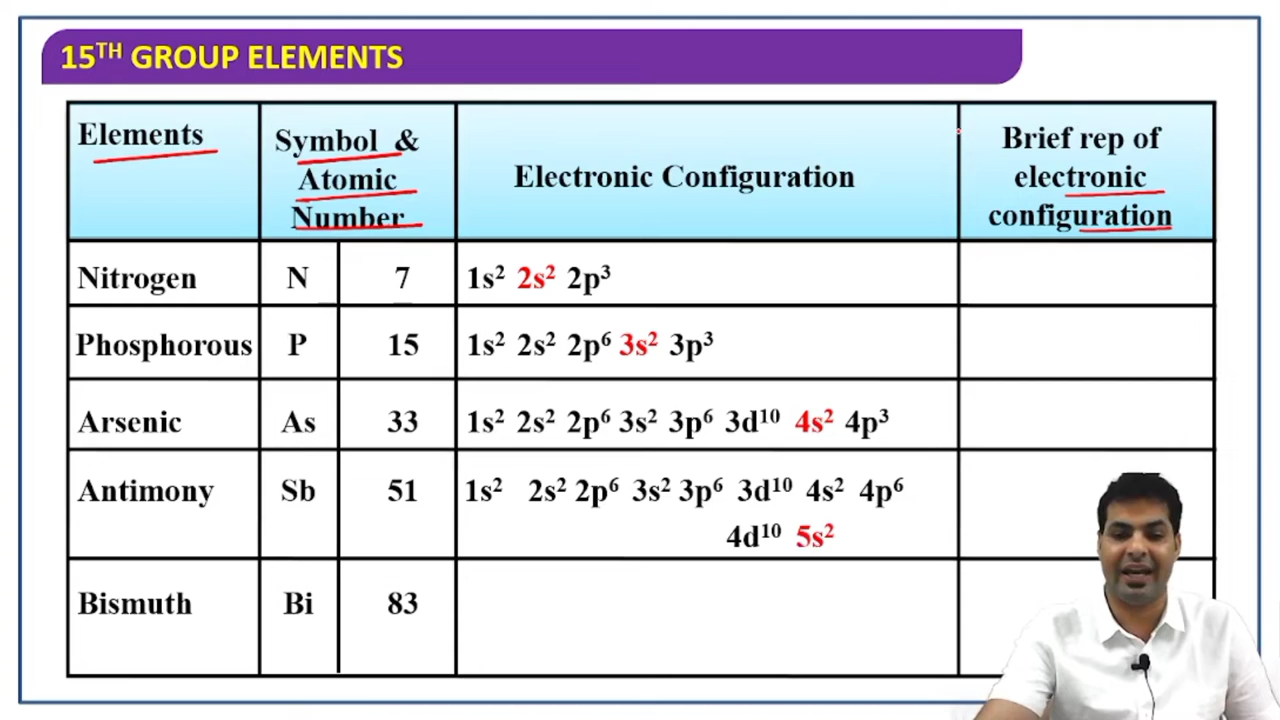 15ᵀᴴ GROUP ELEMENTS
Elements
Symbol &
Atomic
Number
Electronic Configuration
Brief rep of
electronic
configuration
Nitrogen N 7 1s² 2s² 2p³
Phosphorous P 15 1s² 2s² 2p⁶ 3s² 3p³
Arsenic As 33 1s² 2s² 2p⁶ 3s² 3p⁶ 3d¹⁰ 4s² 4p³
Antimony Sb 51 1s² 2s² 2p⁶ 3s² 3p⁶ 3d¹⁰ 4s² 4p⁶
4d¹⁰ 5s²
Bismuth Bi 83